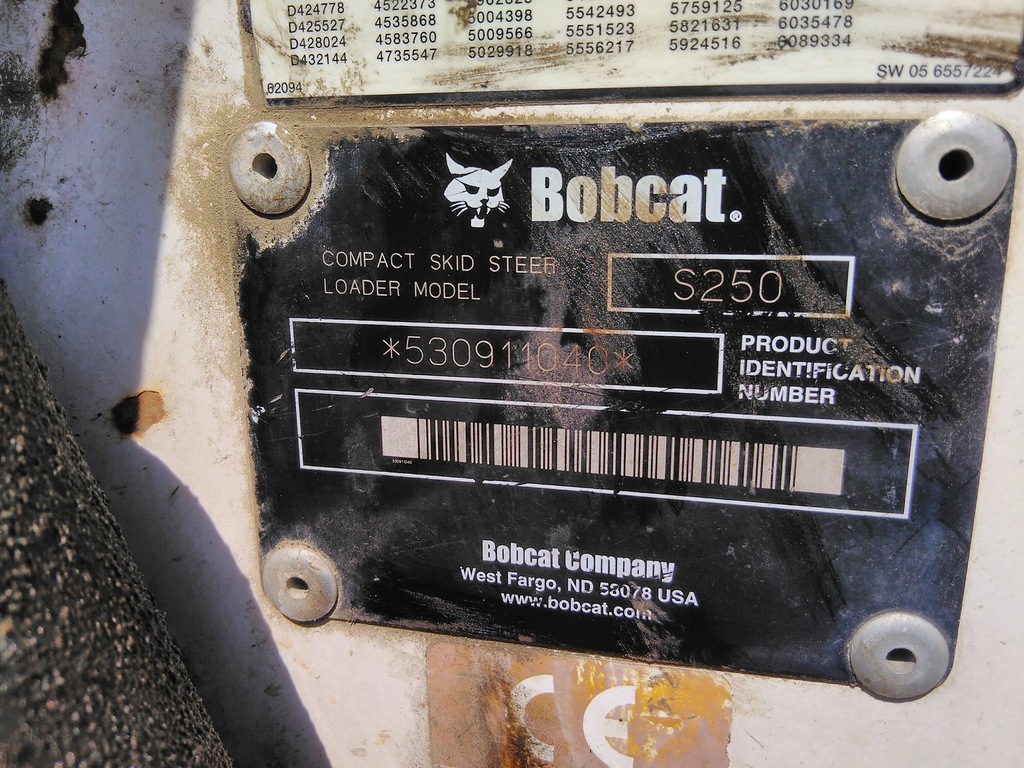 D424778 4522373 5759125 6030169
D425527 4535868 5004398 5542493 5821631 6035478
D428024 4583760 5009566 5551523 5924516 6089334
D432144 4735547 5029918 5556217
62094
SW 05 6557224
Bobcat®
COMPACT SKID STEER
LOADER MODEL
S250
*530911040*
PRODUCT
IDENTIFICATION
NUMBER
530911040
Bobcat Company
West Fargo, ND 58078 USA
www.bobcat.com
CE